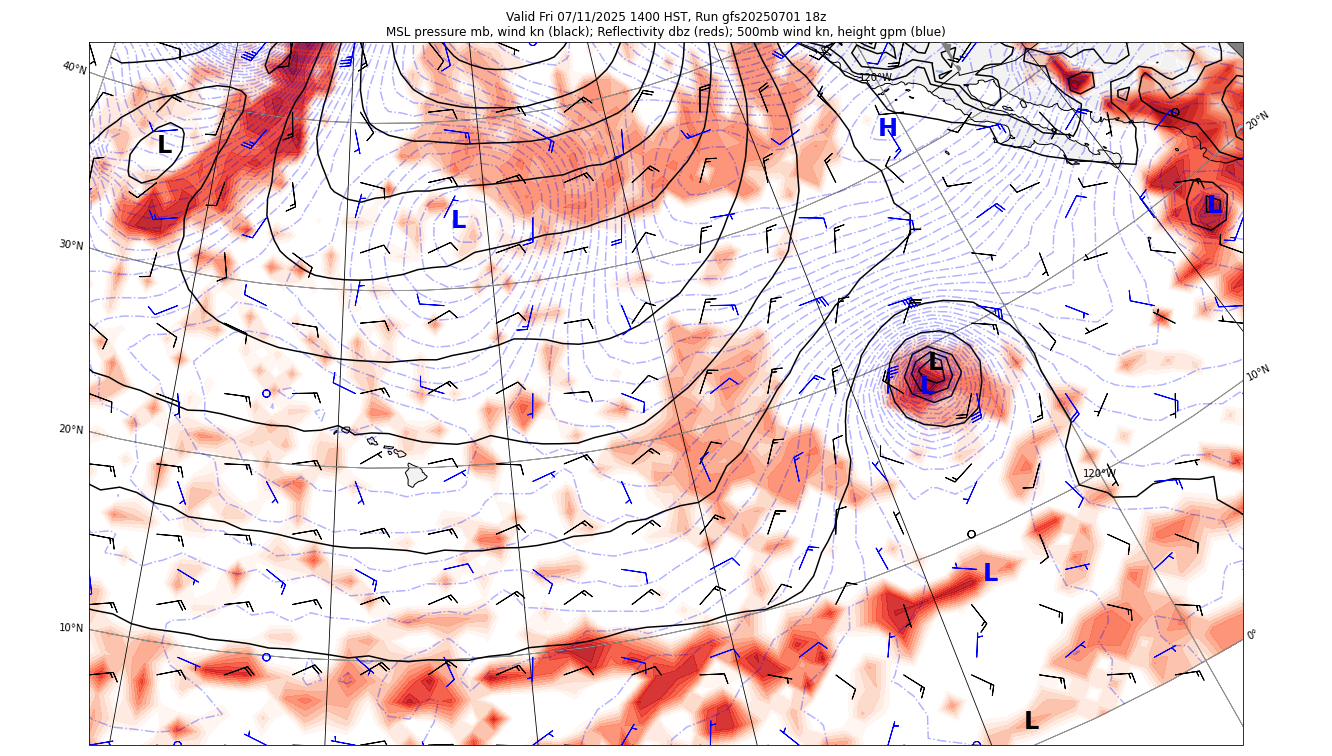 Valid Fri 07/11/2025 1400 HST, Run gfs20250701 18z
MSL pressure mb, wind kn (black); Reflectivity dbz (reds); 500mb wind kn, height gpm (blue)
40°N
120°W
20°N
H
L
L
L
30°N
L
L
10°N
20°N
120°W
L
10°N
0°
L